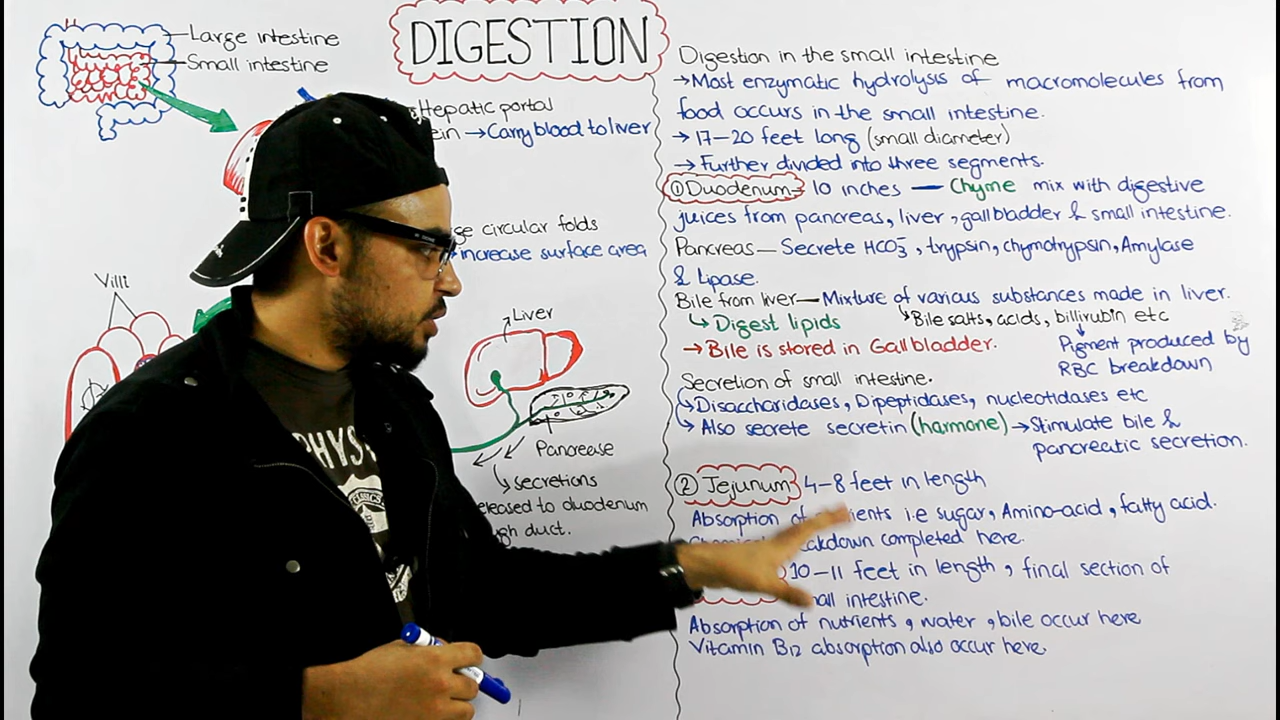 DIGESTION
Large intestine
Small intestine
Hepatic portal
→ Carry blood to liver
circular folds
increase surface area
Villi
Liver
Pancrease
secretions
to duodenum
duct.
Digestion in the small intestine
→ Most enzymatic hydrolysis of macromolecules from
food occurs in the small intestine.
→ 17–20 feet long (small diameter)
→ Further divided into three segments.
① Duodenum – 10 inches — Chyme mix with digestive
juices from pancreas, liver, gallbladder & small intestine.
Pancreas — Secrete HCO₃⁻, trypsin, chymotrypsin, Amylase
& Lipase.
Bile from liver — Mixture of various substances made in liver.
↳ Digest lipids
↳ Bile salts, acids, billirubin etc
→ Bile is stored in Gallbladder.
Pigment produced by
RBC breakdown
Secretion of small intestine.
↳ Disaccharidases, Dipeptidases, nucleotidases etc
↳ Also secrete secretin (harmone) → Stimulate bile &
pancreatic secretion.
② Jejunum 4–8 feet in length
Absorption of i.e sugar, Amino-acid, fatty acid.
completed here.
10–11 feet in length, final section of
intestine.
Absorption of nutrients, water, bile occur here
Vitamin B12 absorption also occur here
PHYS
CLASSICS